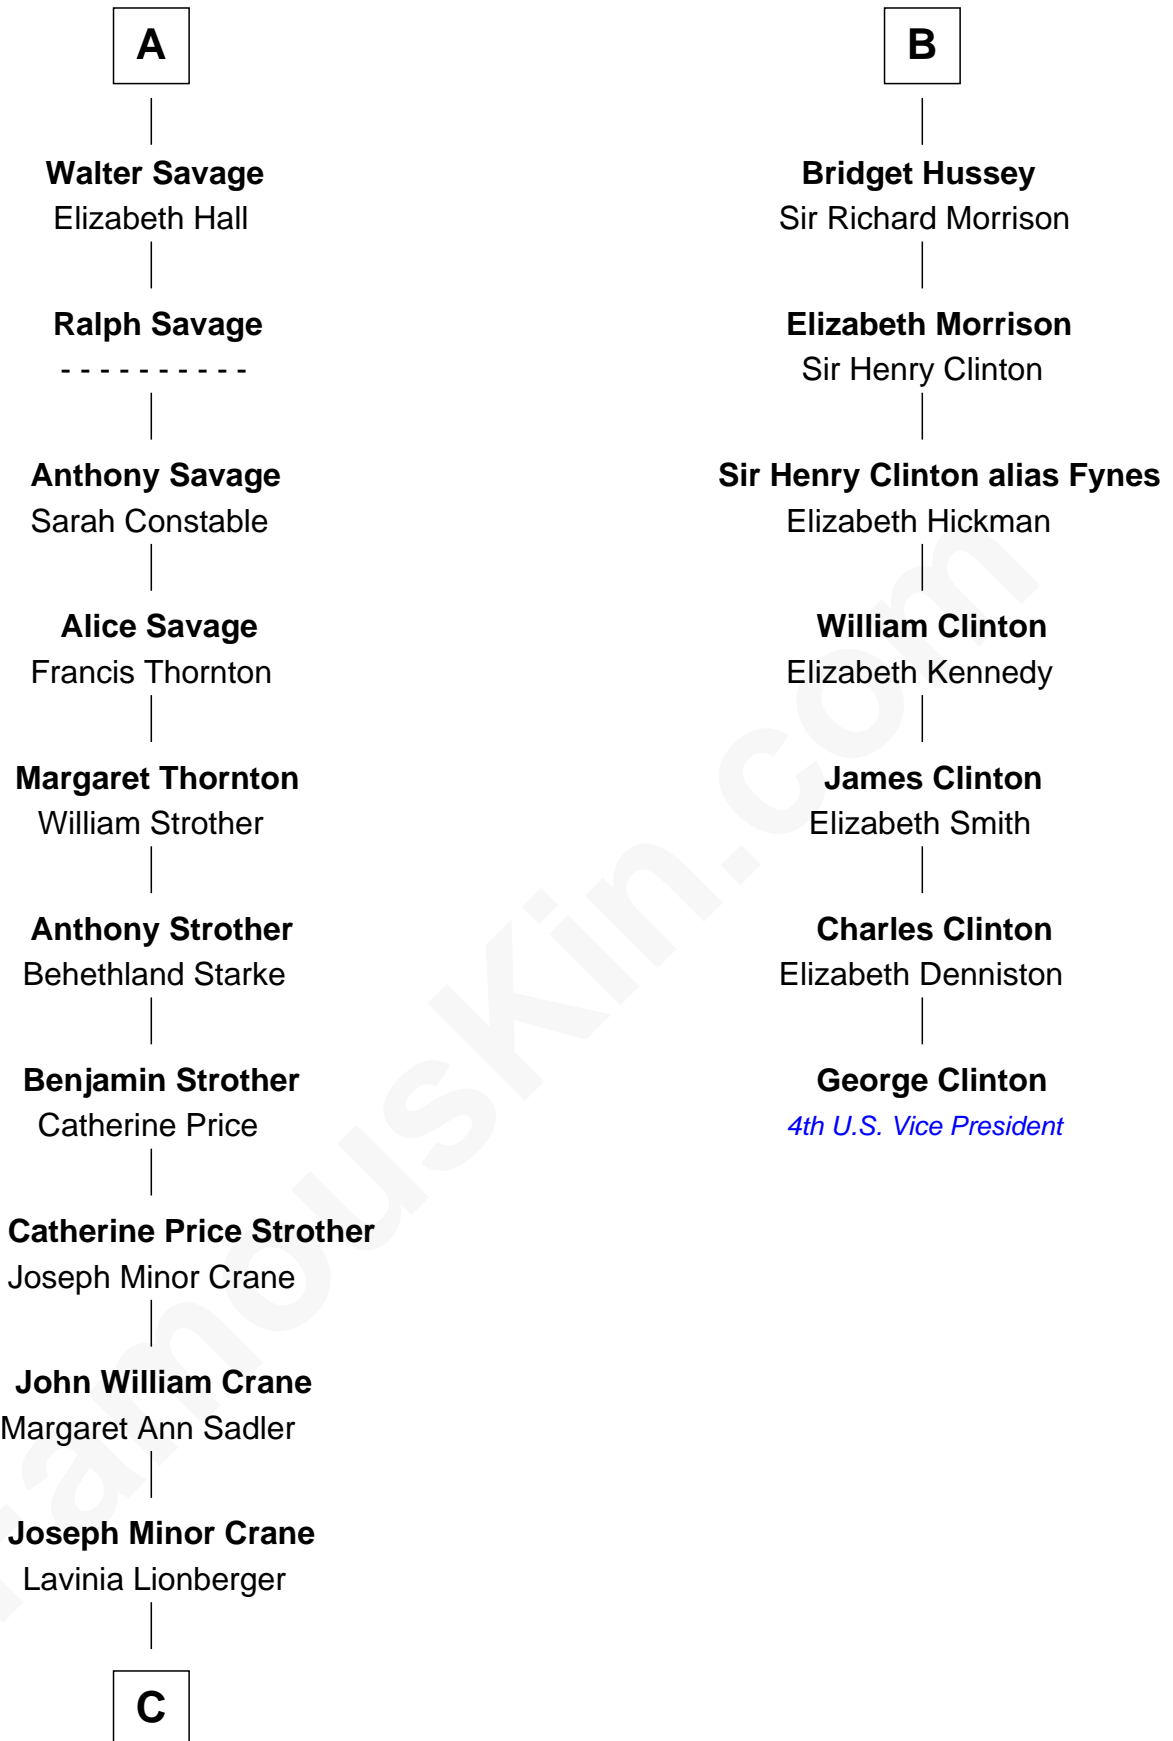 A
Walter Savage
Elizabeth Hall
Ralph Savage
- - - - - - - - - -
Anthony Savage
Sarah Constable
Alice Savage
Francis Thornton
Margaret Thornton
William Strother
Anthony Strother
Behethland Starke
Benjamin Strother
Catherine Price
Catherine Price Strother
Joseph Minor Crane
John William Crane
Margaret Ann Sadler
Joseph Minor Crane
Lavinia Lionberger
C
B
Bridget Hussey
Sir Richard Morrison
Elizabeth Morrison
Sir Henry Clinton
Sir Henry Clinton alias Fynes
Elizabeth Hickman
William Clinton
Elizabeth Kennedy
James Clinton
Elizabeth Smith
Charles Clinton
Elizabeth Denniston
George Clinton
4th U.S. Vice President
FamousKin.com